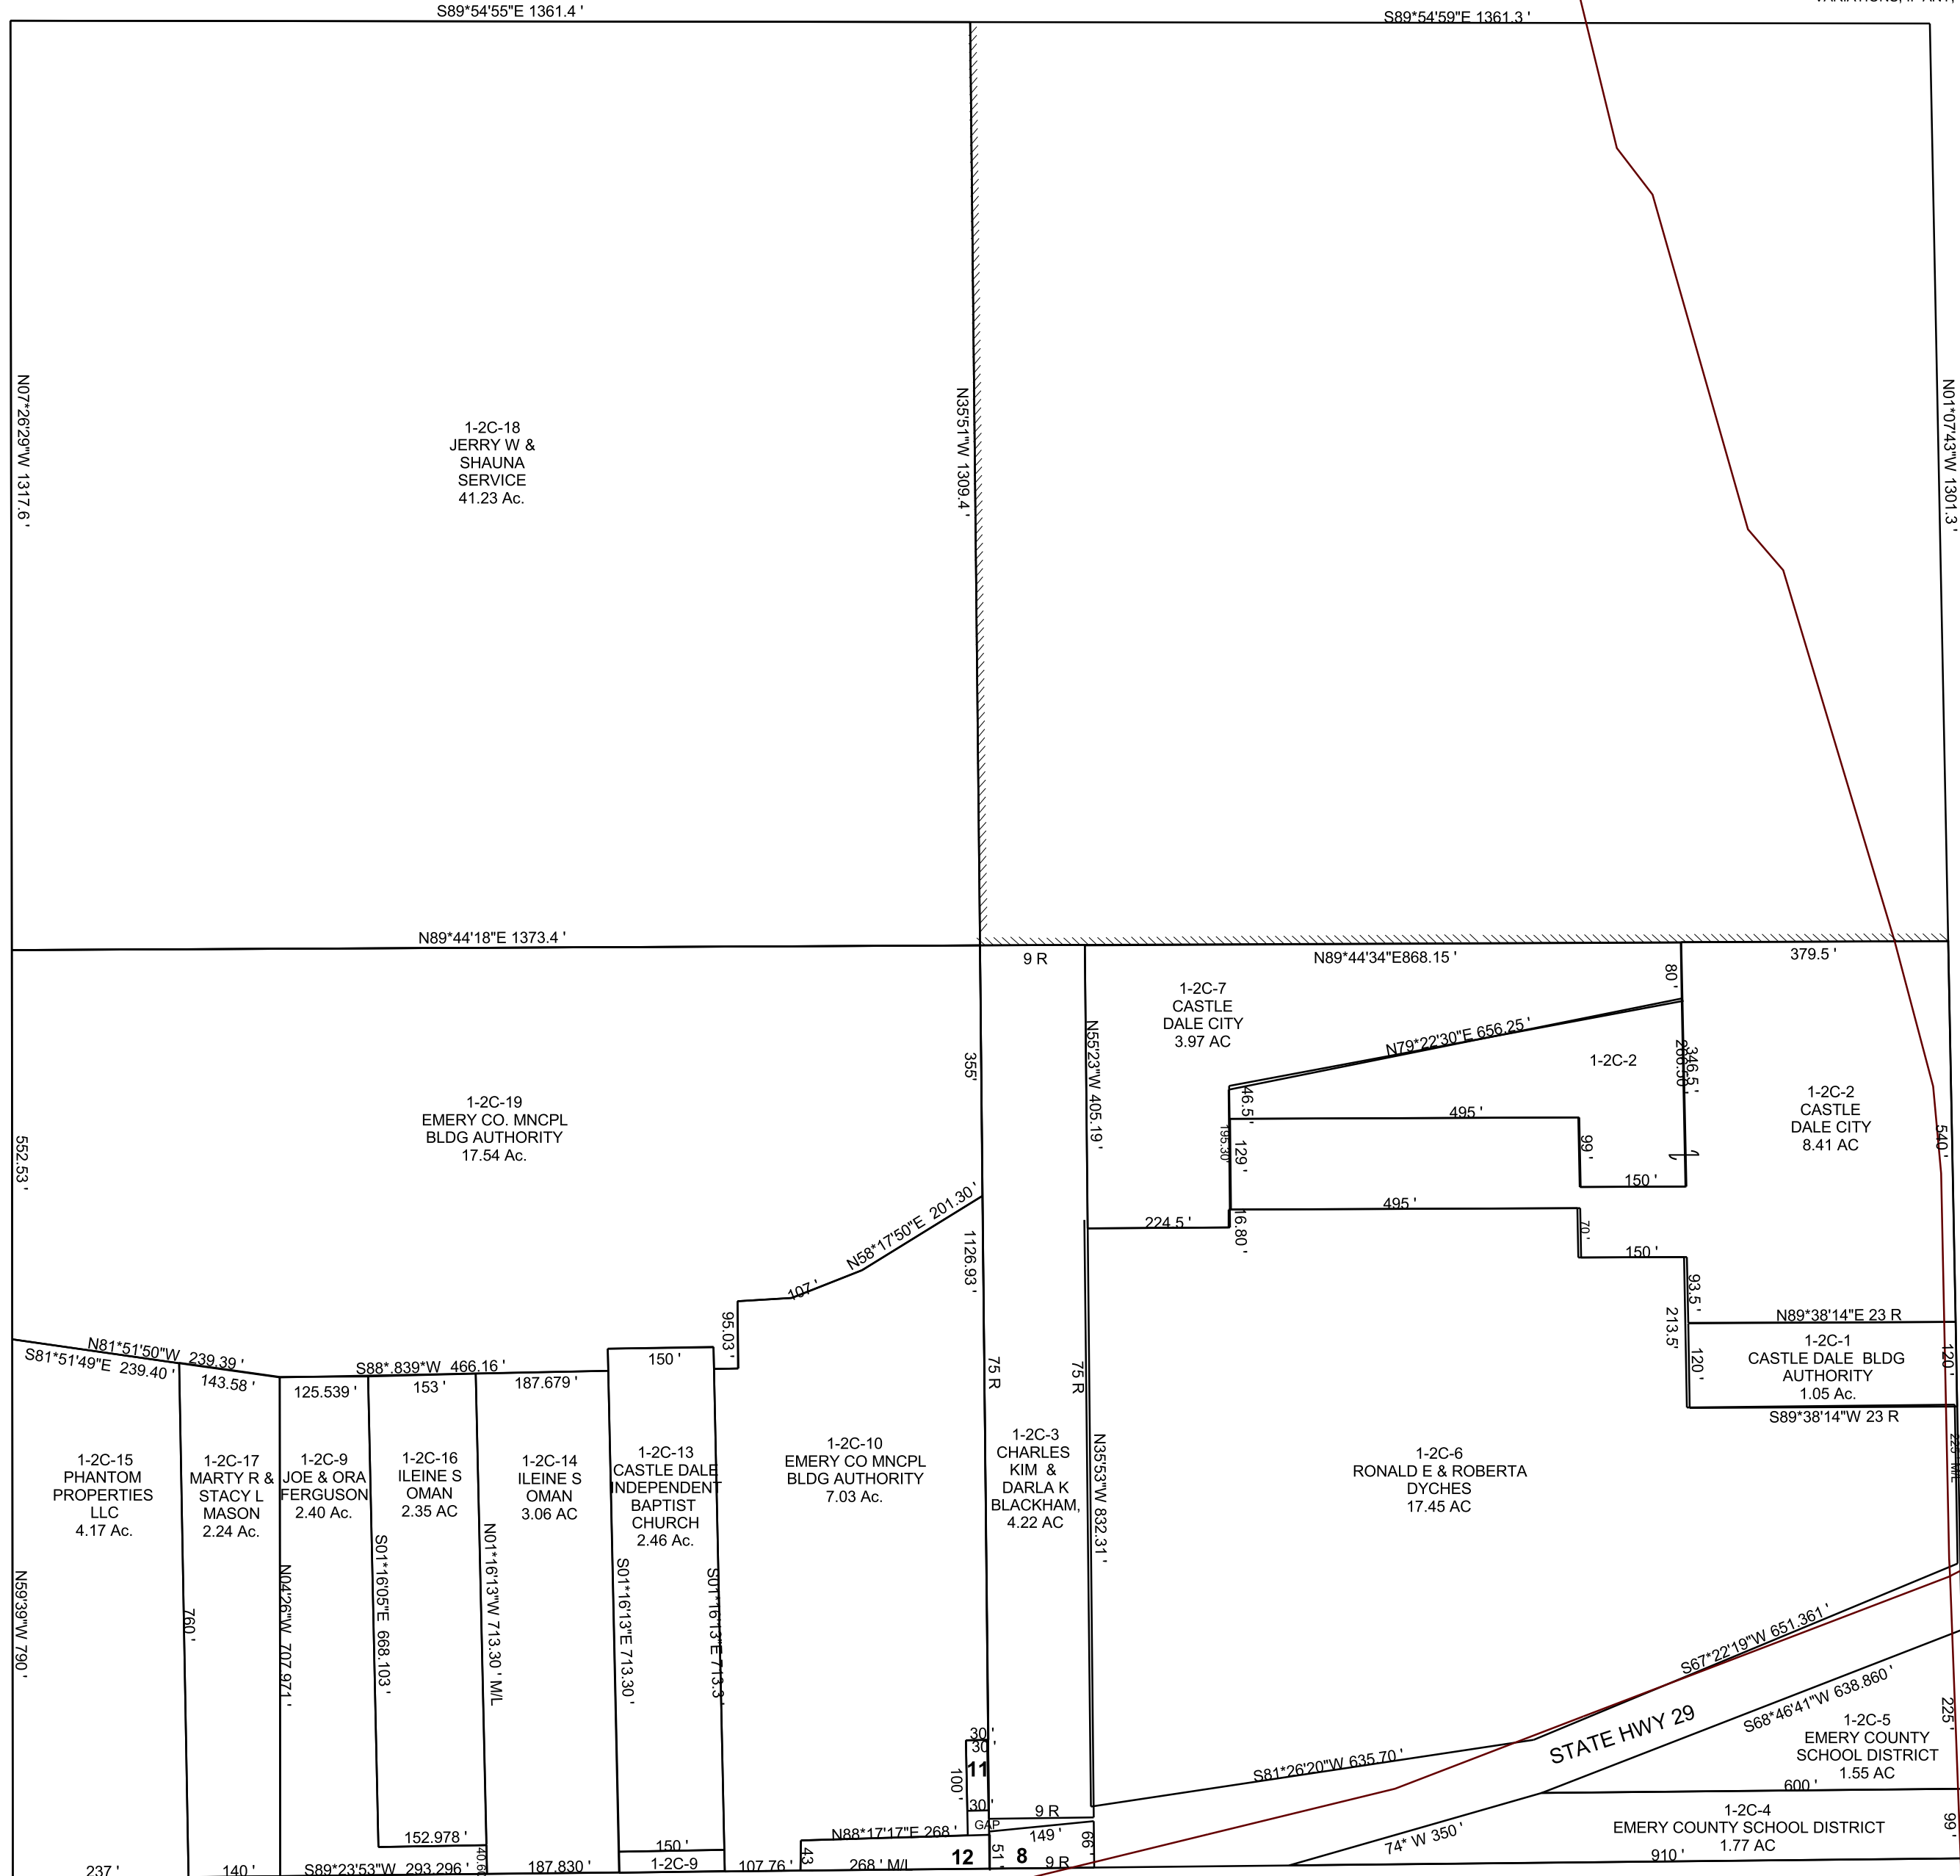 S89*54'55"E 1361.4 '
S89*54'59"E 1361.3 '
N07*26'29"W 1317.6 '
1-2C-18
JERRY W &
SHAUNA
SERVICE
41.23 Ac.
N35'51"W 1309.4 '
N01*07'43"W 1301.3 '
N89*44'18"E 1373.4 '
9 R
N89*44'34"E868.15 '
379.5 '
1-2C-7
CASTLE
DALE CITY
3.97 AC
80 '
N79*22'30"E 656.25 '
1-2C-2
346.5 '
1-2C-2
CASTLE
DALE CITY
8.41 AC
540 '
N55'23"W 405.19 '
355'
46.5 '
495 '
195.30'
129 '
99 '
150 '
495 '
224.5 '
16.80 '
70 '
150 '
93.5 '
213.5'
N89*38'14"E 23 R
1-2C-1
CASTLE DALE BLDG
AUTHORITY
1.05 Ac.
120 '
120 '
S89*38'14"W 23 R
225' M/L
1-2C-19
EMERY CO. MNCPL
BLDG AUTHORITY
17.54 Ac.
552.53 '
N58*17'50"E 201.30 '
1126.93 '
107 '
95.03 '
N81*51'50"W 239.39 '
S81*51'49"E 239.40 '
143.58 '
S88*.839*W 466.16 '
125.539 '
153 '
187.679 '
150 '
75 R
75 R
1-2C-15
PHANTOM
PROPERTIES
LLC
4.17 Ac.
1-2C-17
MARTY R &
STACY L
MASON
2.24 Ac.
1-2C-9
JOE & ORA
FERGUSON
2.40 Ac.
1-2C-16
ILEINE S
OMAN
2.35 AC
1-2C-14
ILEINE S
OMAN
3.06 AC
1-2C-13
CASTLE DALE
INDEPENDENT
BAPTIST
CHURCH
2.46 Ac.
1-2C-10
EMERY CO MNCPL
BLDG AUTHORITY
7.03 Ac.
1-2C-3
CHARLES
KIM &
DARLA K
BLACKHAM,
4.22 AC
N35'53"W 832.31 '
1-2C-6
RONALD E & ROBERTA
DYCHES
17.45 AC
N59'39"W 790 '
760 '
N04'26"W 707.971 '
S01*16'05"E 668.103 '
N01*16'13"W 713.30 ' M/L
S01*16'13"E 713.30 '
S01*16'13"E 713.3 '
S67*22'19"W 651.361 '
S68*46'41"W 638.860 '
STATE HWY 29
S81*26'20"W 635.70 '
1-2C-5
EMERY COUNTY
SCHOOL DISTRICT
1.55 AC
225 '
600 '
1-2C-4
EMERY COUNTY SCHOOL DISTRICT
1.77 AC
99 '
74* W 350 '
910 '
30 '
30 '
11
100 '
30 '
GAP
9 R
149 '
66 '
51 '
8
9 R
N88*17'17"E 268 '
43
268 ' M/L
12
152.978 '
150 '
1-2C-9
107.76 '
237 '
140 '
S89*23'53"W 293.296 '
187.830 '